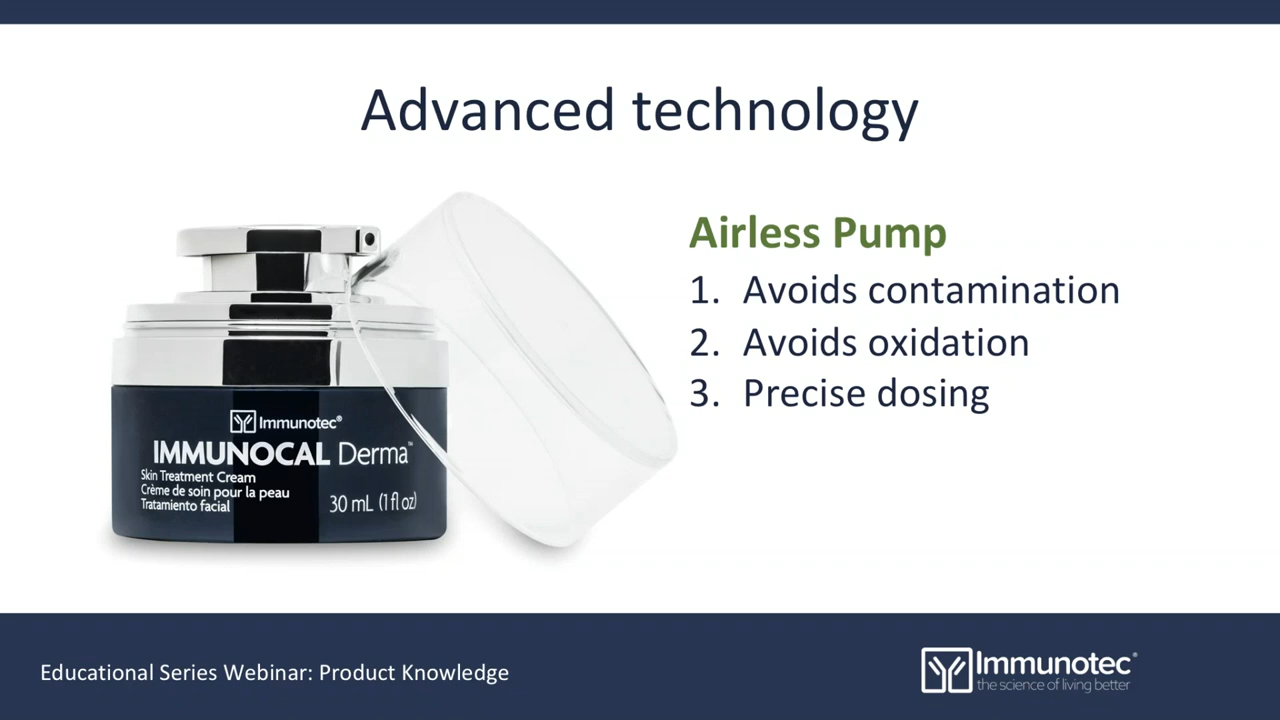 Advanced technology
Airless Pump
1. Avoids contamination
2. Avoids oxidation
3. Precise dosing
Immunotec®
IMMUNOCAL Derma™
Skin Treatment Cream
Crème de soin pour la peau
Tratamiento facial
30 mL (1 fl oz)
Educational Series Webinar: Product Knowledge
Immunotec®
the science of living better